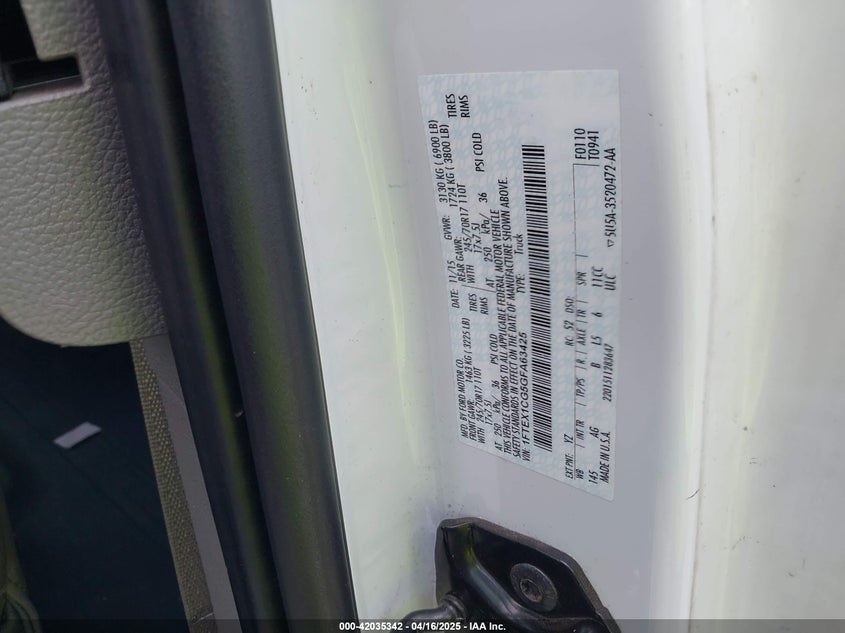 MFD. BY FORD MOTOR CO.
DATE: 11/15 GVWR: 3130 KG ( 6900 LB)
FRONT GAWR: 1463 KG ( 3225 LB) REAR GAWR: 1724 KG ( 3800 LB)
WITH 245/70R17 110T TIRES WITH 245/70R17 110T TIRES
17x7.5J RIMS 17x7.5J RIMS
AT 250 kPa/ 36 PSI COLD AT 250 kPa/ 36 PSI COLD
THIS VEHICLE CONFORMS TO ALL APPLICABLE FEDERAL MOTOR VEHICLE
SAFETY STANDARDS IN EFFECT ON THE DATE OF MANUFACTURE SHOWN ABOVE.
VIN: 1FTEX1CG5GFA63425 TYPE: Truck
EXT PNT: YZ RC: 52 DSO: F0110
WB INT TR TP/PS R AXLE TR SPR T0941
145 AG B L5 6 11CC
MADE IN U.S.A. ULC
2201511203647
5U5A-3520472-AA
000-42035342 - 04/16/2025 - IAA Inc.